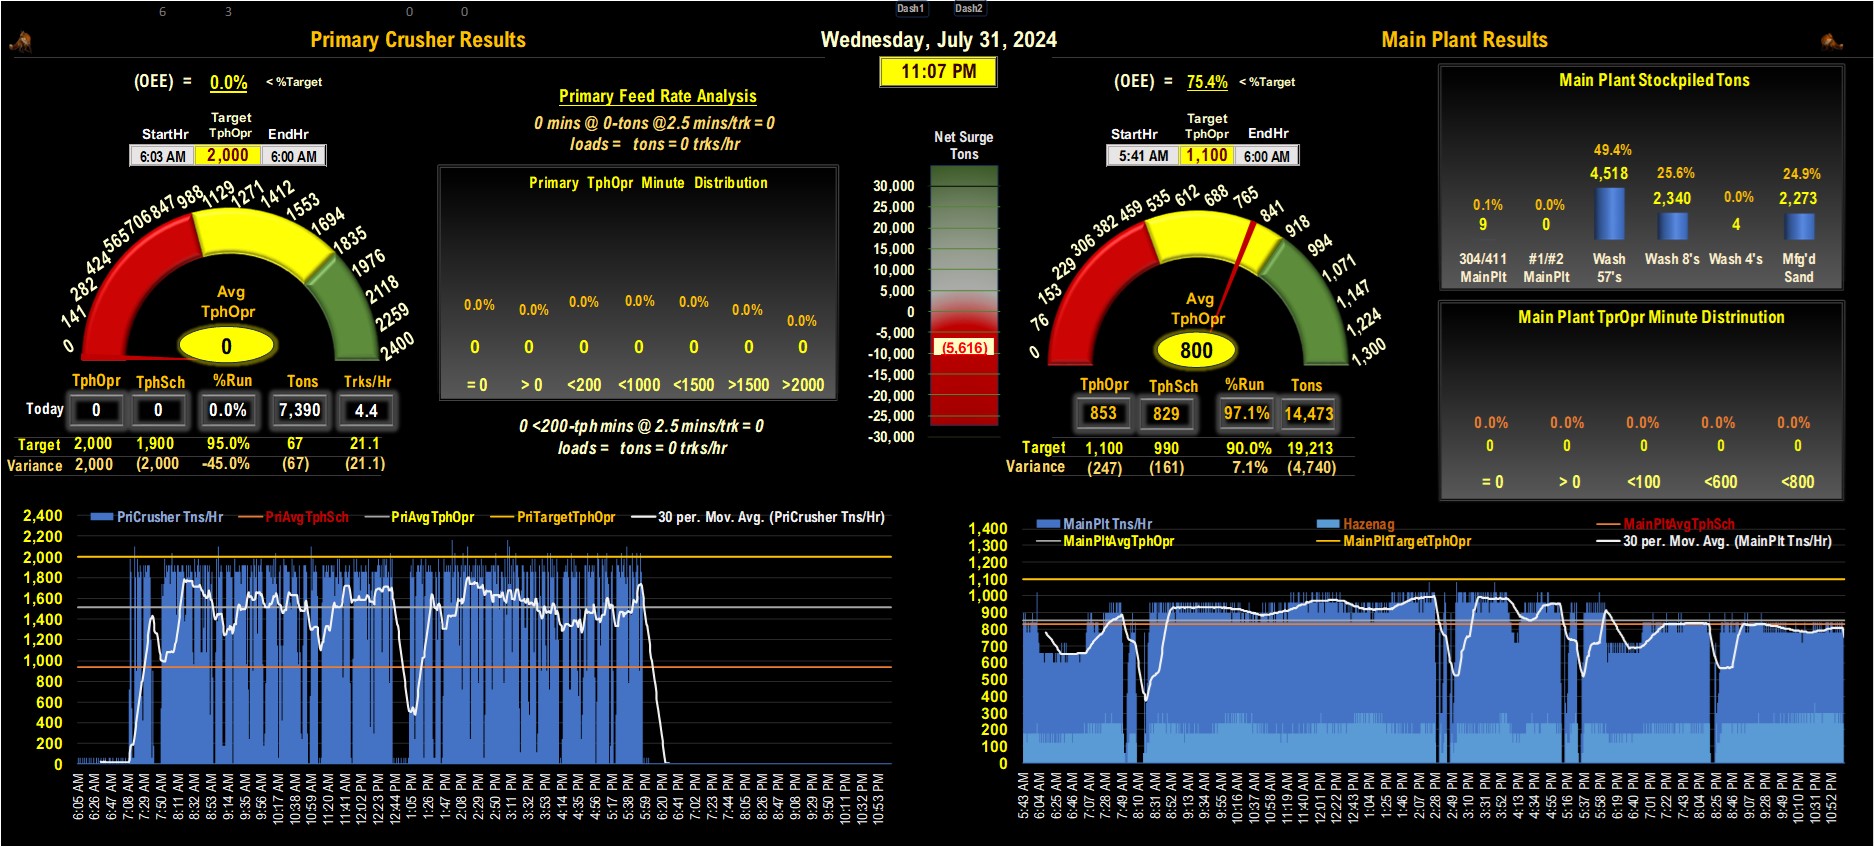 6 3 0 0 Dash1 Dash2
Primary Crusher Results
Wednesday, July 31, 2024
Main Plant Results
11:07 PM
(OEE) = 0.0% < %Target
StartHr Target TphOpr EndHr
6:03 AM 2,000 6:00 AM
0 141 282 424 565 706 847 988 1129 1271 1412 1553 1694 1835 1976 2118 2259 2400
Avg
TphOpr
0
TphOpr TphSch %Run Tons Trks/Hr
Today 0 0 0.0% 7,390 4.4
Target 2,000 1,900 95.0% 67 21.1
Variance 2,000 (2,000 -45.0% (67) (21.1)
Primary Feed Rate Analysis
0 mins @ 0-tons @2.5 mins/trk = 0
loads = tons = 0 trks/hr
Primary TphOpr Minute Distribution
0.0% 0.0% 0.0% 0.0% 0.0% 0.0% 0.0%
0 0 0 0 0 0 0
= 0 > 0 <200 <1000 <1500 >1500 >2000
0 <200-tph mins @ 2.5 mins/trk = 0
loads = tons = 0 trks/hr
Net Surge
Tons
30,000
25,000
20,000
15,000
10,000
5,000
0
-5,000
(5,616)
-10,000
-15,000
-20,000
-25,000
-30,000
(OEE) = 75.4% < %Target
StartHr Target TphOpr EndHr
5:41 AM 1,100 6:00 AM
0 76 153 229 306 382 459 535 612 688 765 841 918 994 1,071 1,147 1,224 1,300
Avg
TphOpr
800
TphOpr TphSch %Run Tons
853 829 97.1% 14,473
Target 1,100 990 90.0% 19,213
Variance (247) (161) 7.1% (4,740)
Main Plant Stockpiled Tons
0.1% 0.0% 49.4% 25.6% 0.0% 24.9%
9 0 4,518 2,340 4 2,273
304/411 #1/#2 Wash Wash 8's Wash 4's Mfg'd
MainPlt MainPlt 57's Sand
Main Plant TprOpr Minute Distrinution
0.0% 0.0% 0.0% 0.0% 0.0%
0 0 0 0 0
= 0 > 0 <100 <600 <800
PriCrusher Tns/Hr PriAvgTphSch PriAvgTphOpr PriTargetTphOpr 30 per. Mov. Avg. (PriCrusher Tns/Hr)
2,400
2,200
2,000
1,800
1,600
1,400
1,200
1,000
800
600
400
200
0
6:05 AM 6:26 AM 6:47 AM 7:08 AM 7:29 AM 7:50 AM 8:11 AM 8:32 AM 8:53 AM 9:14 AM 9:35 AM 9:56 AM 10:17 AM 10:38 AM 10:59 AM 11:20 AM 11:41 AM 12:02 PM 12:23 PM 12:44 PM 1:05 PM 1:26 PM 1:47 PM 2:08 PM 2:29 PM 2:50 PM 3:11 PM 3:32 PM 3:53 PM 4:14 PM 4:35 PM 4:56 PM 5:17 PM 5:38 PM 5:59 PM 6:20 PM 6:41 PM 7:02 PM 7:23 PM 7:44 PM 8:05 PM 8:26 PM 8:47 PM 9:08 PM 9:29 PM 9:50 PM 10:11 PM 10:32 PM 10:53 PM
MainPlt Tns/Hr Hazenag MainPltAvgTphSch
MainPltAvgTphOpr MainPltTargetTphOpr 30 per. Mov. Avg. (MainPlt Tns/Hr)
1,400
1,300
1,200
1,100
1,000
900
800
700
600
500
400
300
200
100
0
5:43 AM 6:04 AM 6:25 AM 6:46 AM 7:07 AM 7:28 AM 7:49 AM 8:10 AM 8:31 AM 8:52 AM 9:13 AM 9:34 AM 9:55 AM 10:16 AM 10:37 AM 10:58 AM 11:19 AM 11:40 AM 12:01 PM 12:22 PM 12:43 PM 1:04 PM 1:25 PM 1:46 PM 2:07 PM 2:28 PM 2:49 PM 3:10 PM 3:31 PM 3:52 PM 4:13 PM 4:34 PM 4:55 PM 5:16 PM 5:37 PM 5:58 PM 6:19 PM 6:40 PM 7:01 PM 7:22 PM 7:43 PM 8:04 PM 8:25 PM 8:46 PM 9:07 PM 9:28 PM 9:49 PM 10:10 PM 10:31 PM 10:52 PM